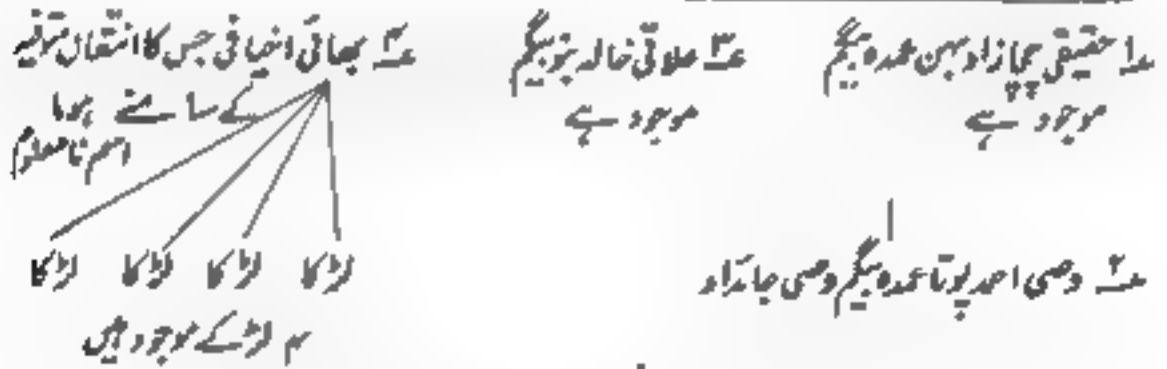 ۱؎ حقیقی چچازاد بہن عمدہ بیگم
موجود ہے
۳؎ علاتی خالہ بنو بیگم
موجود ہے
۴؎ بھائی اخیافی جس کا انتقال متوفیہ
کے سامنے ہوا
اسم نامعلوم
لڑکا لڑکا لڑکا لڑکا
۴ لڑکے موجود ہیں
۲؎ وصی احمد پوتا عمدہ بیگم وصی جائداد